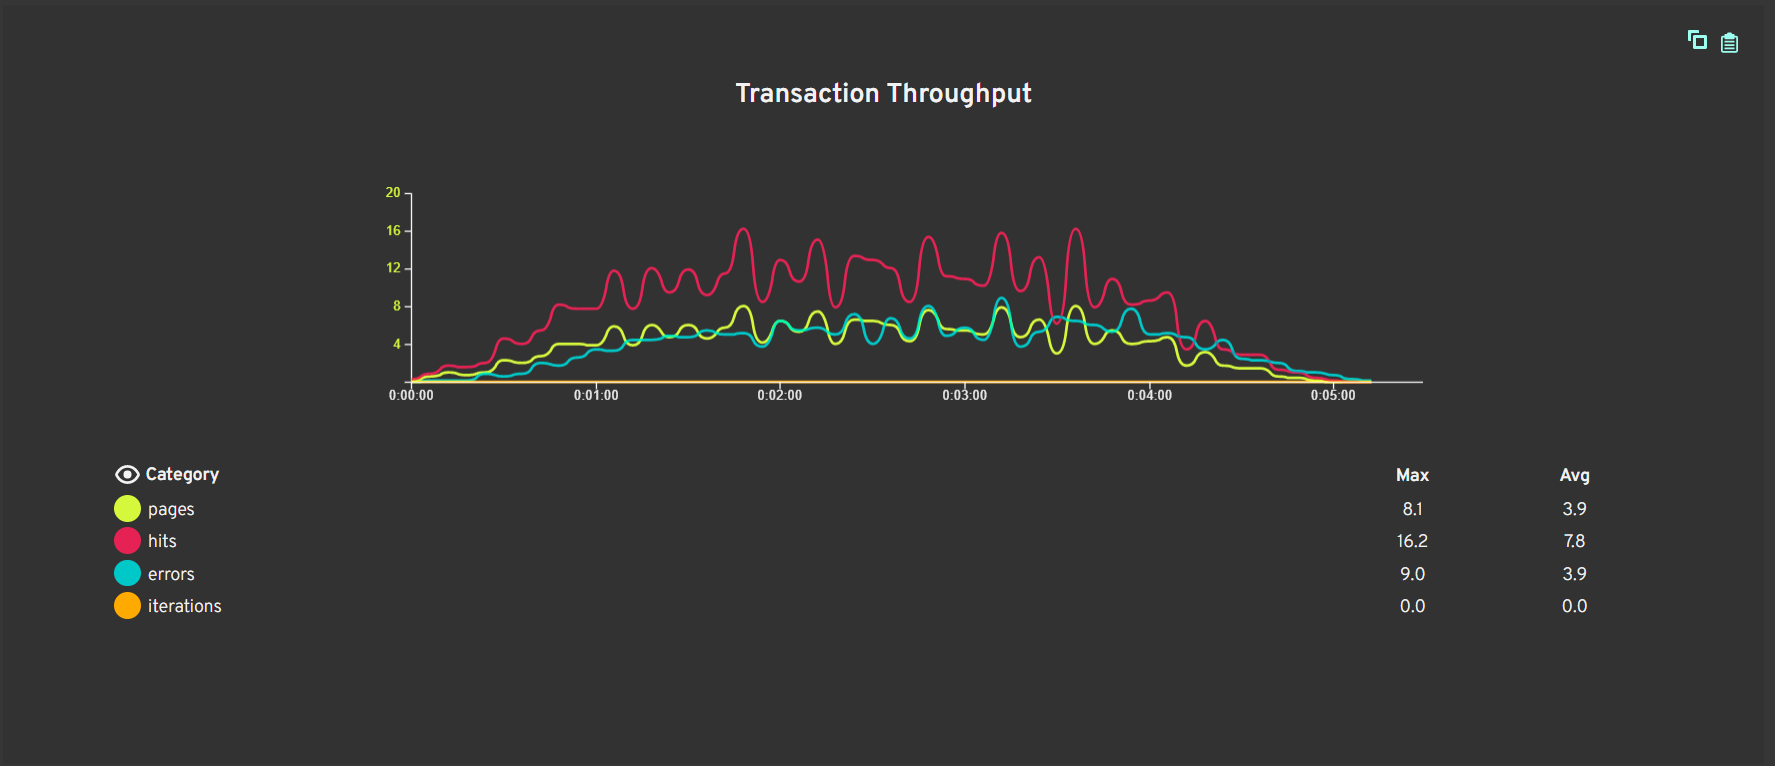 Transaction Throughput
20
16
12
8
4
0:00:00 0:01:00 0:02:00 0:03:00 0:04:00 0:05:00
Category Max Avg
pages 8.1 3.9
hits 16.2 7.8
errors 9.0 3.9
iterations 0.0 0.0